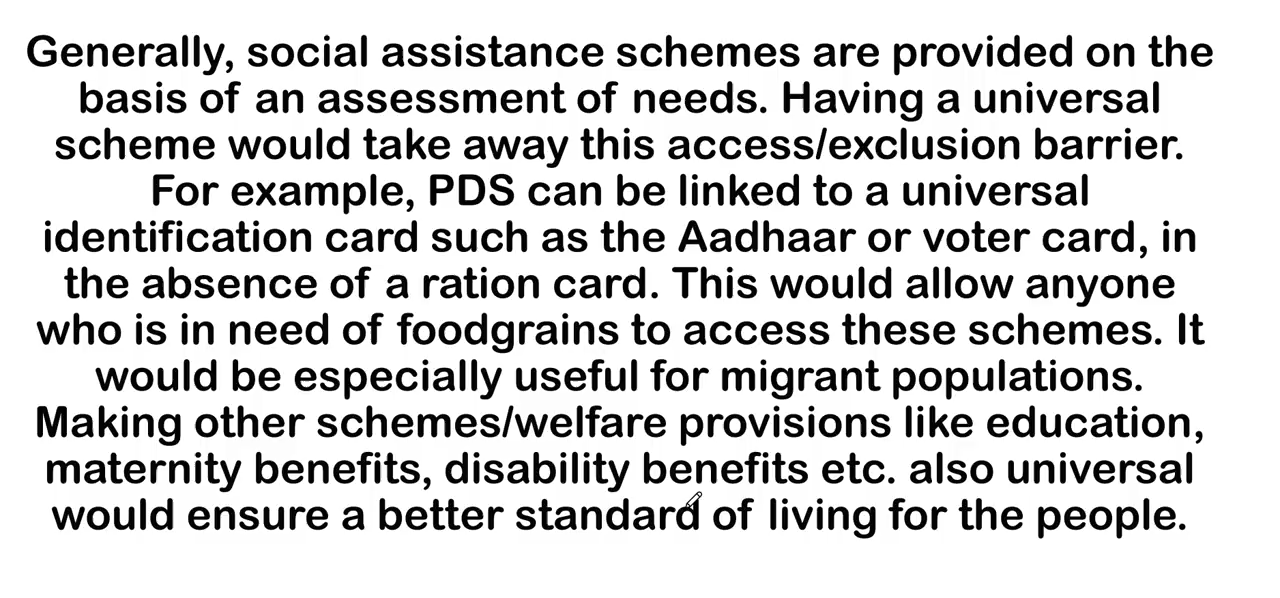 Generally, social assistance schemes are provided on the
basis of an assessment of needs. Having a universal
scheme would take away this access/exclusion barrier.
For example, PDS can be linked to a universal
identification card such as the Aadhaar or voter card, in
the absence of a ration card. This would allow anyone
who is in need of foodgrains to access these schemes. It
would be especially useful for migrant populations.
Making other schemes/welfare provisions like education,
maternity benefits, disability benefits etc. also universal
would ensure a better standard of living for the people.